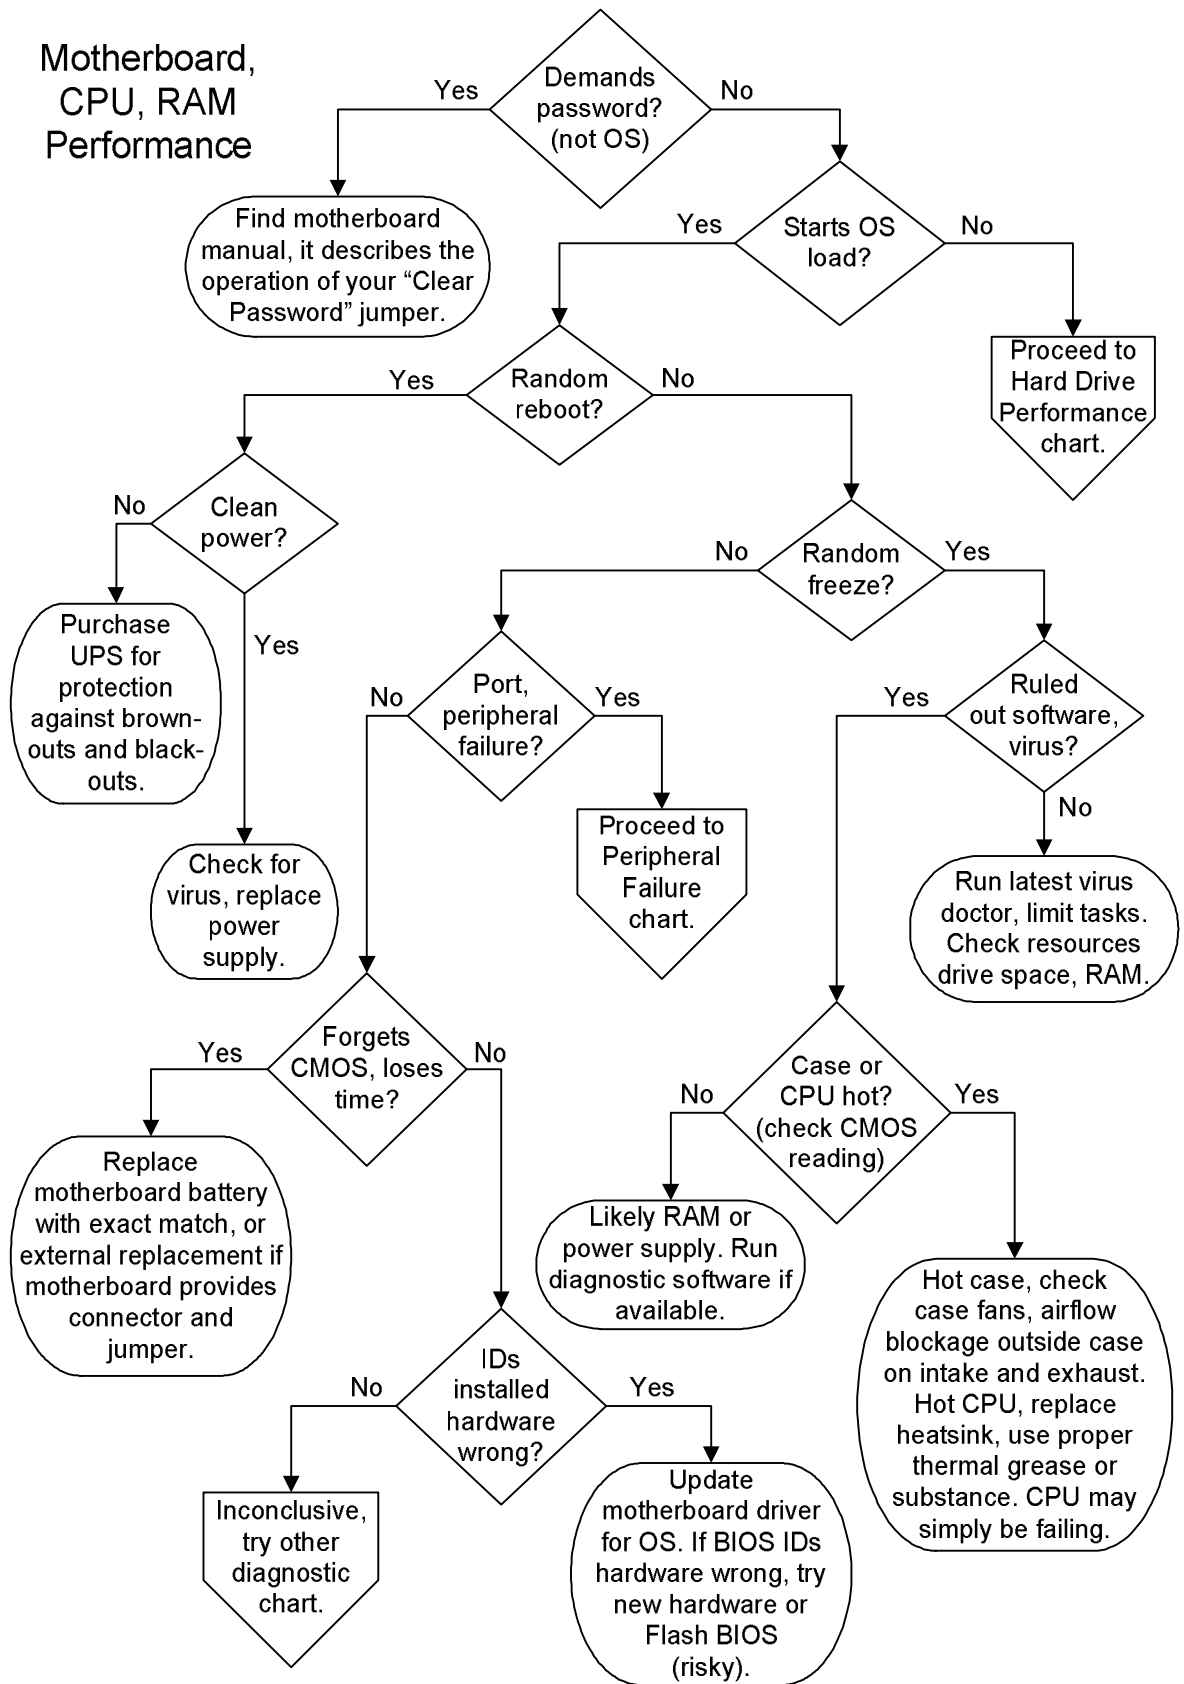 Motherboard,
CPU, RAM
Performance
Demands
password?
(not OS)
Yes
No
Find motherboard
manual, it describes the
operation of your “Clear
Password” jumper.
Starts OS
load?
Yes
No
Proceed to
Hard Drive
Performance
chart.
Random
reboot?
Yes
No
Clean
power?
No
Yes
Purchase
UPS for
protection
against brown-
outs and black-
outs.
Check for
virus, replace
power
supply.
Random
freeze?
No
Yes
Port,
peripheral
failure?
No
Yes
Proceed to
Peripheral
Failure
chart.
Ruled
out software,
virus?
Yes
No
Run latest virus
doctor, limit tasks.
Check resources
drive space, RAM.
Forgets
CMOS, loses
time?
Yes
No
Replace
motherboard battery
with exact match, or
external replacement if
motherboard provides
connector and
jumper.
Case or
CPU hot?
(check CMOS
reading)
No
Yes
Likely RAM or
power supply. Run
diagnostic software if
available.
Hot case, check
case fans, airflow
blockage outside case
on intake and exhaust.
Hot CPU, replace
heatsink, use proper
thermal grease or
substance. CPU may
simply be failing.
IDs
installed
hardware
wrong?
No
Yes
Inconclusive,
try other
diagnostic
chart.
Update
motherboard driver
for OS. If BIOS IDs
hardware wrong, try
new hardware or
Flash BIOS
(risky).